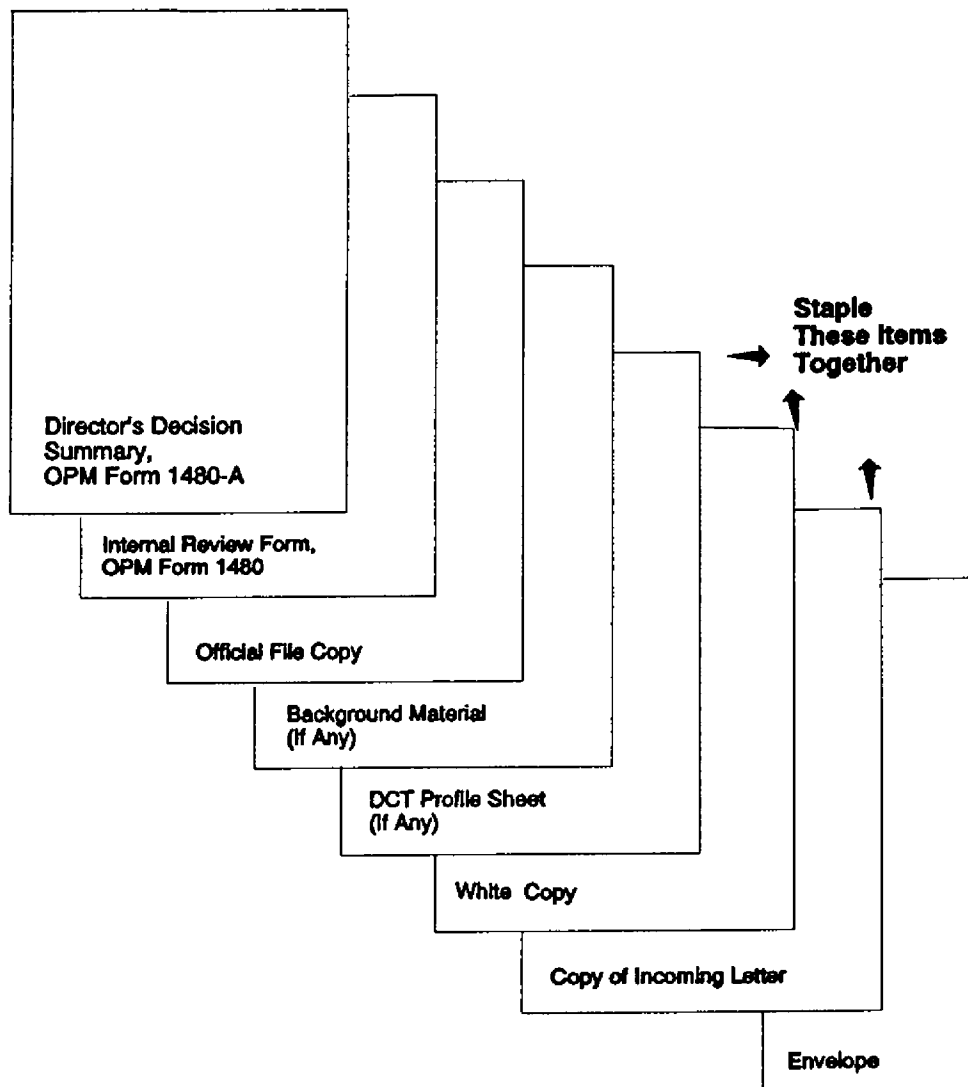 Staple
These Items
Together
Director's Decision
Summary,
OPM Form 1480-A
Internal Review Form,
OPM Form 1480
Official File Copy
Background Material
(If Any)
DCT Profile Sheet
(If Any)
White Copy
Copy of Incoming Letter
Envelope